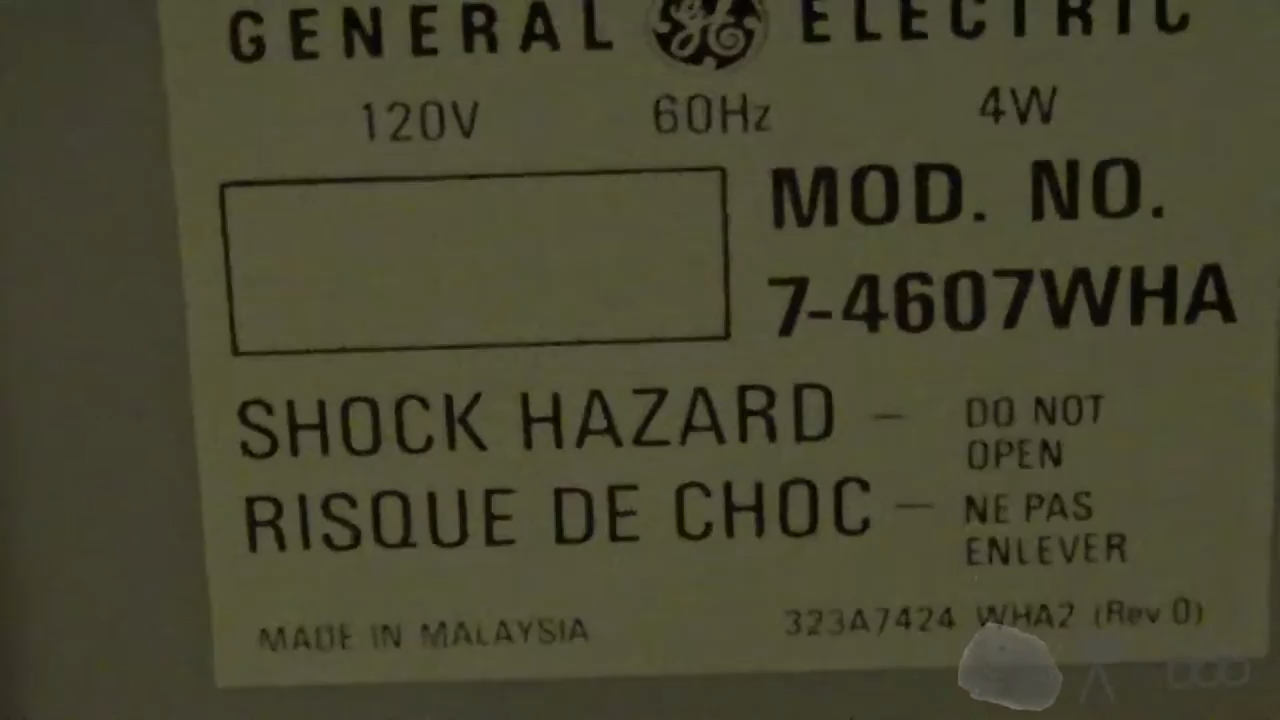 GENERAL GE ELECTRIC
120V 60Hz 4W
MOD. NO.
7-4607WHA
SHOCK HAZARD – DO NOT OPEN
RISQUE DE CHOC – NE PAS ENLEVER
MADE IN MALAYSIA 323A7424 WHA2 (Rev 0)